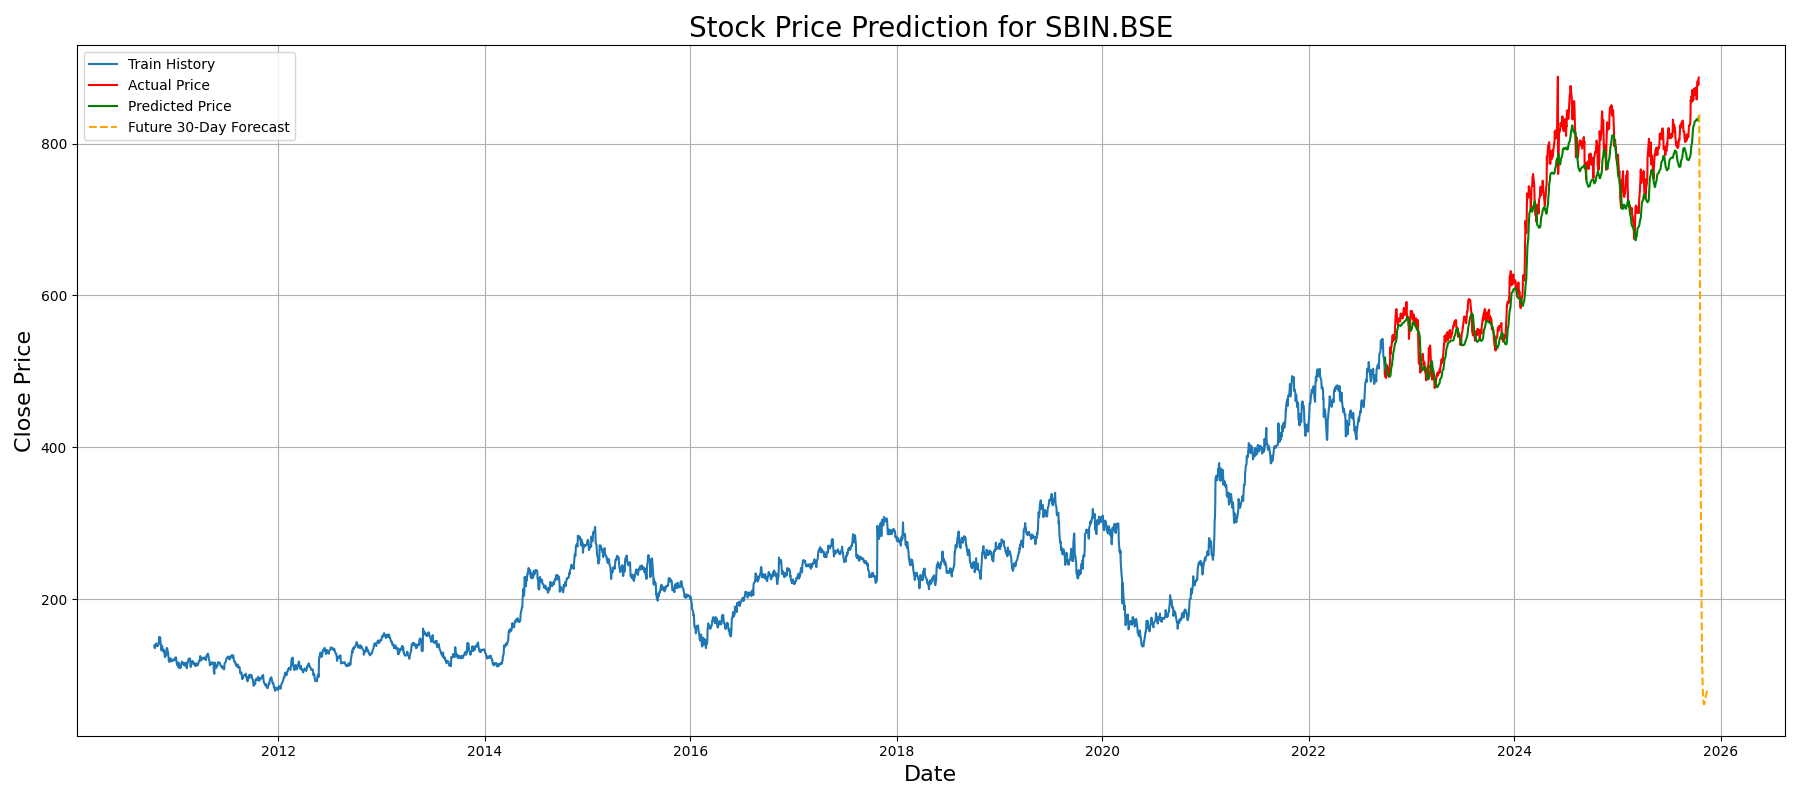 Stock Price Prediction for SBIN.BSE
Train History
Actual Price
Predicted Price
Future 30-Day Forecast
Close Price
800
600
400
200
2012 2014 2016 2018 2020 2022 2024 2026
Date